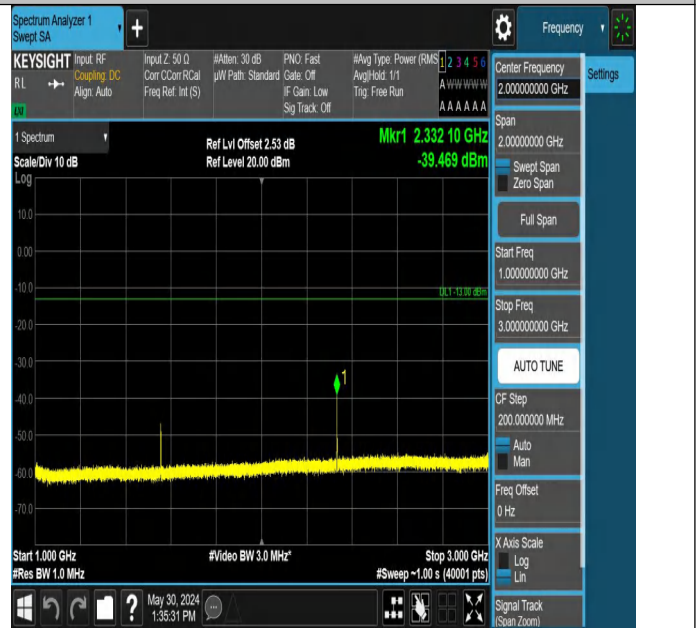 Spectrum Analyzer 1
Swept SA
Frequency
KEYSIGHT
RL
Input: RF
Coupling: DC
Align: Auto
Input Z: 50 Ω
Corr CCorr RCal
Freq Ref: Int (S)
#Atten: 30 dB
µW Path: Standard
PNO: Fast
Gate: Off
IF Gain: Low
Sig Track: Off
#Avg Type: Power (RMS
Avg|Hold: 1/1
Trig: Free Run
1 2 3 4 5 6
A W W W W W
A A A A A A
1 Spectrum
Scale/Div 10 dB
Log
Ref Lvl Offset 2.53 dB
Ref Level 20.00 dBm
Mkr1 2.332 10 GHz
-39.469 dBm
10.0
0.00
-10.0
-20.0
-30.0
-40.0
-50.0
-60.0
-70.0
DL1 -13.00 dBm
1
Start 1.000 GHz
#Res BW 1.0 MHz
#Video BW 3.0 MHz*
Stop 3.000 GHz
#Sweep ~1.00 s (40001 pts)
Center Frequency
2.00000000 GHz
Settings
Span
2.00000000 GHz
Swept Span
Zero Span
Full Span
Start Freq
1.000000000 GHz
Stop Freq
3.000000000 GHz
AUTO TUNE
CF Step
200.000000 MHz
Auto
Man
Freq Offset
0 Hz
X Axis Scale
Log
Lin
Signal Track
(Span Zoom)
?
May 30, 2024
1:35:31 PM